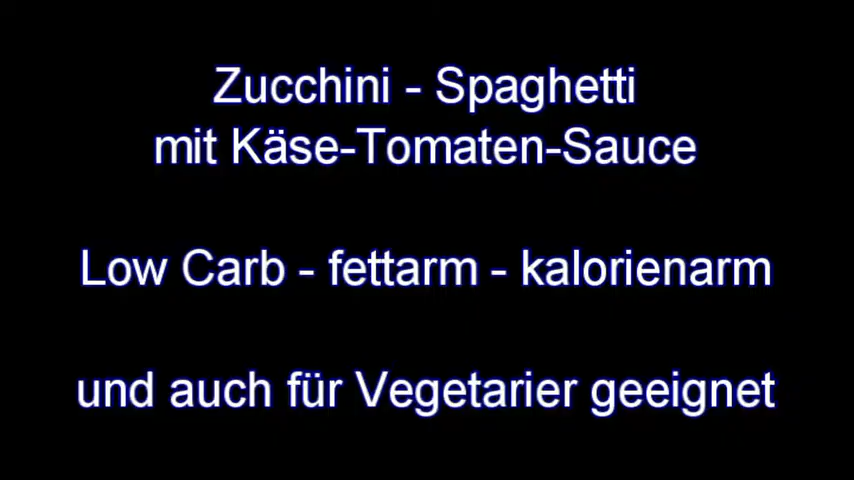 Zucchini - Spaghetti
mit Käse-Tomaten-Sauce
Low Carb - fettarm - kalorienarm
und auch für Vegetarier geeignet